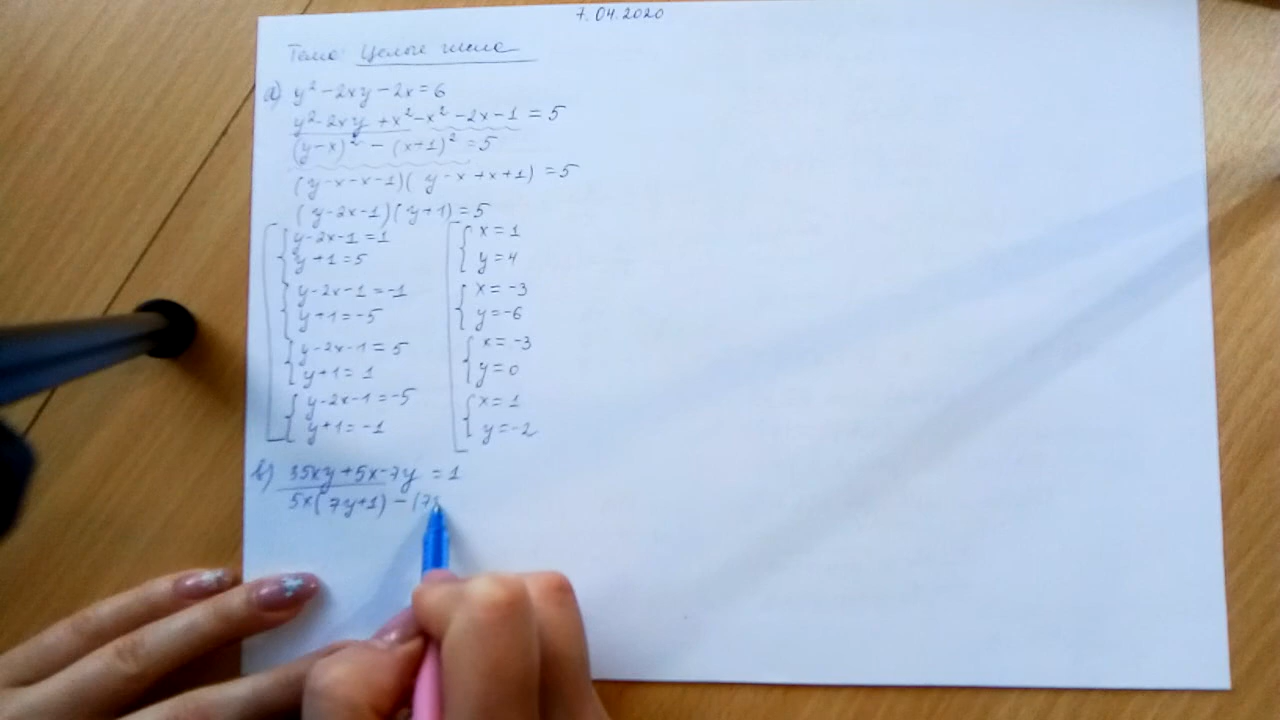 7.04.2020
Тема: Целые числа
а) y² - 2xy - 2x = 6
y² - 2xy + x² - x² - 2x - 1 = 5
(y-x)² - (x+1)² = 5
(y-x-x-1)(y-x+x+1) = 5
(y-2x-1)(y+1) = 5
y-2x-1=1
y+1=5
y-2x-1=-1
y+1=-5
y-2x-1=5
y+1=1
y-2x-1=-5
y+1=-1
x=1
y=4
x=-3
y=-6
x=-3
y=0
x=1
y=-2
в) 35xy+5x-7y = 1
5x(7y+1) - (7y